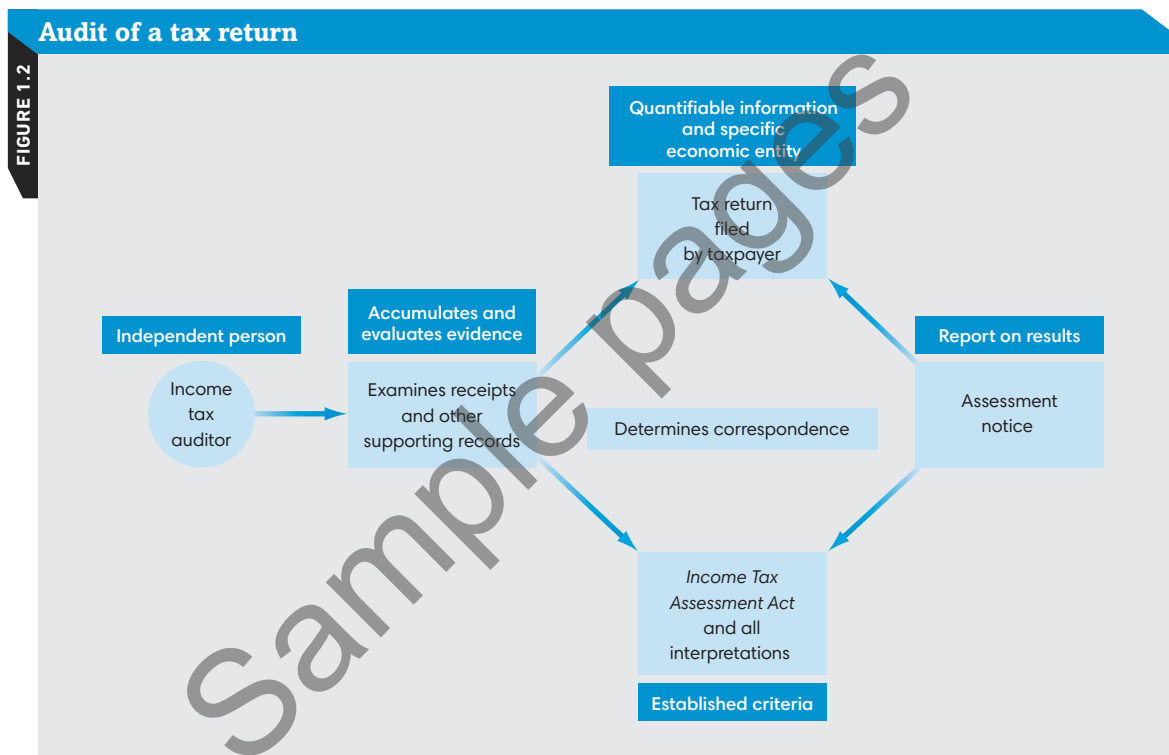 Audit of a tax return
FIGURE 1.2
Quantifiable information
and specific
economic entity
Tax return
filed
by taxpayer
Independent person
Income
tax
auditor
Accumulates and
evaluates evidence
Examines receipts
and other
supporting records
Determines correspondence
Report on results
Assessment
notice
Income Tax
Assessment Act
and all
interpretations
Established criteria
Sample pages